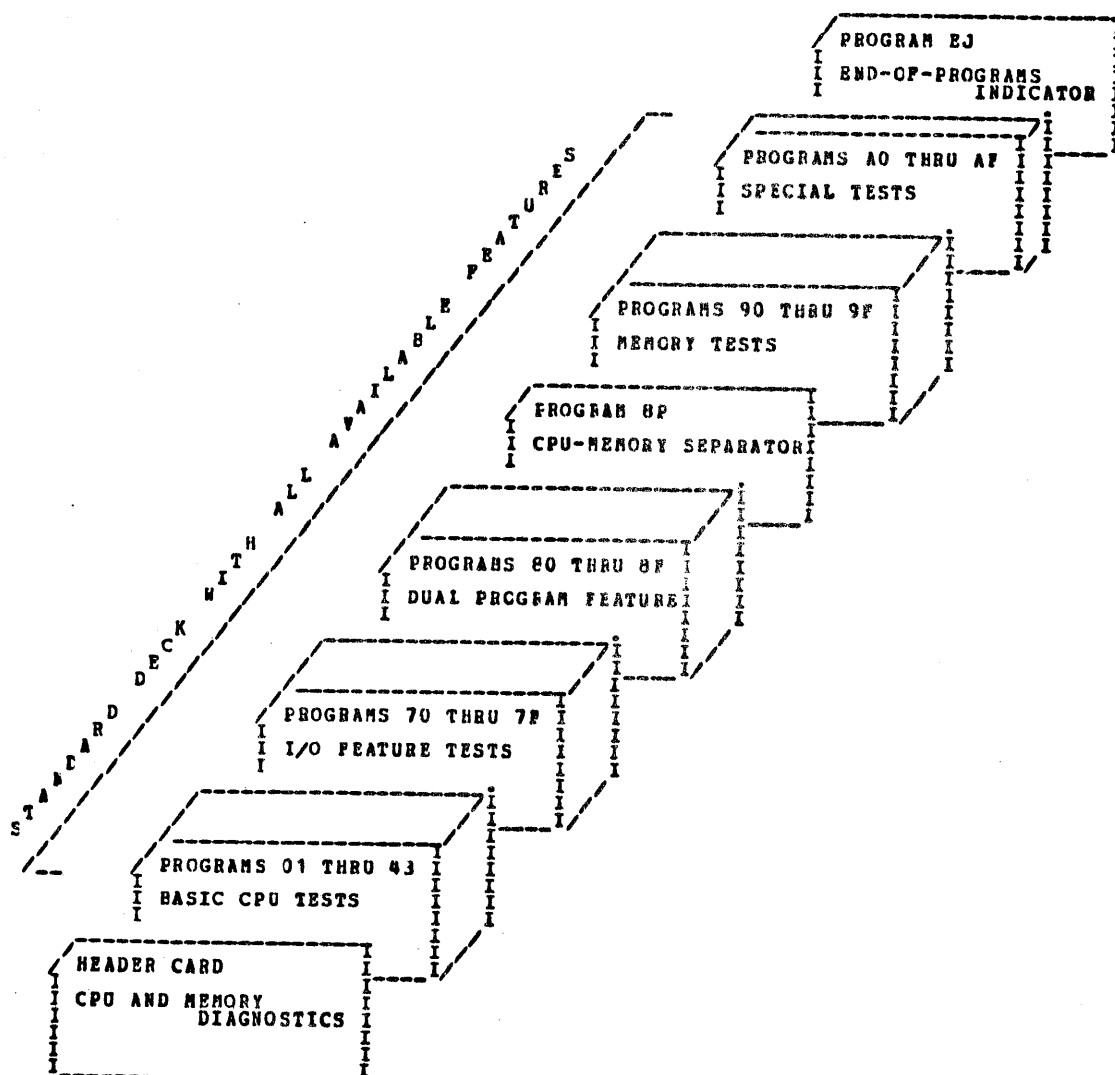 PROGRAM EJ
END-OF-PROGRAMS
INDICATOR
PROGRAMS A0 THRU AF
SPECIAL TESTS
PROGRAMS 90 THRU 9F
MEMORY TESTS
PROGRAM 8P
CPU-MEMORY SEPARATOR
PROGRAMS 80 THRU 8F
DUAL PROGRAM FEATURE
PROGRAMS 70 THRU 7F
I/O FEATURE TESTS
PROGRAMS 01 THRU 43
BASIC CPU TESTS
HEADER CARD
CPU AND MEMORY
DIAGNOSTICS
STANDARD DECK WITH ALL AVAILABLE FEATURES